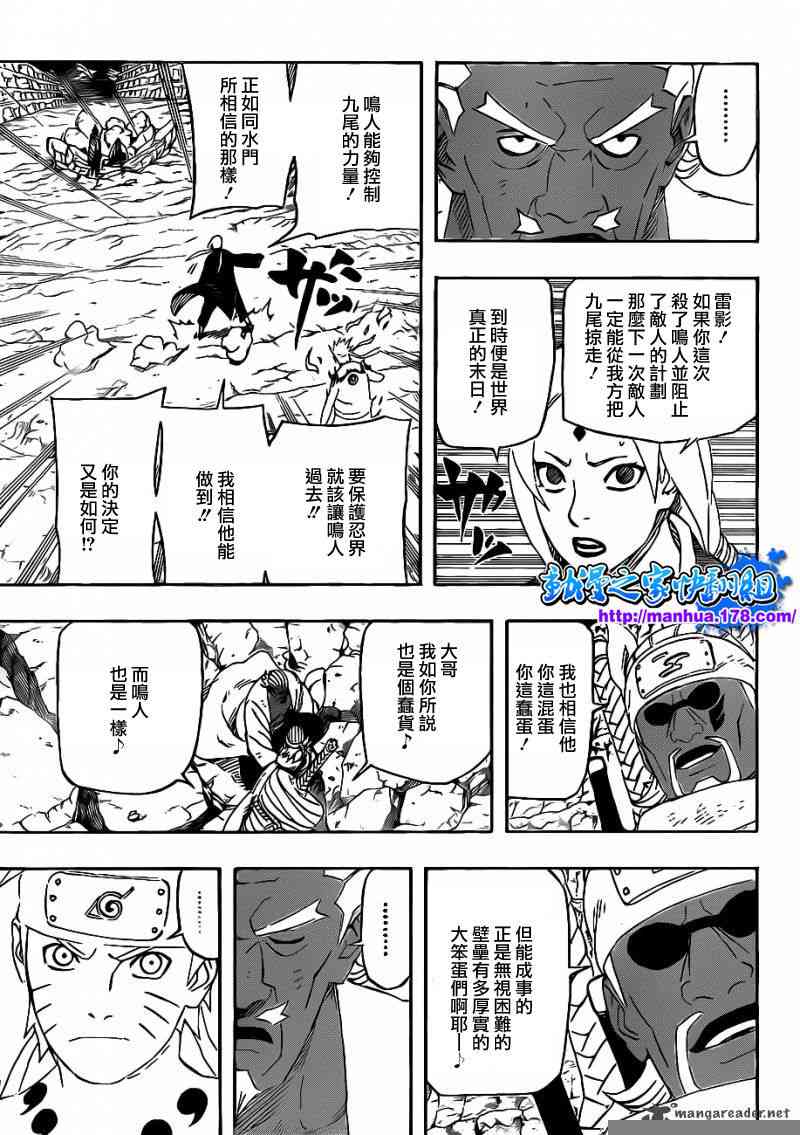 ………
雷影！
如果你這次
殺了鳴人並阻止
了敵人的計劃
那麼下一次敵人
一定能從我方把
九尾掠走！
到時便是世界
真正的末日！
ザッ
鳴人能夠控制
九尾的力量！
正如同水門
所相信的那樣！
ザッ
要保護忍界
就該讓鳴人
過去!!
我相信他能
做到!!
你的決定
又是如何!?
動漫之家快翻組
http://manhua.178.com/
我也相信他
你這混蛋
你這蠢蛋！
大哥
我如你所說
也是個蠢貨♪
而鳴人
也是一樣♪
但能成事的
正是無視困難的
壁壘有多厚實的
大笨蛋們啊耶——♪
………
………
mangareader.net